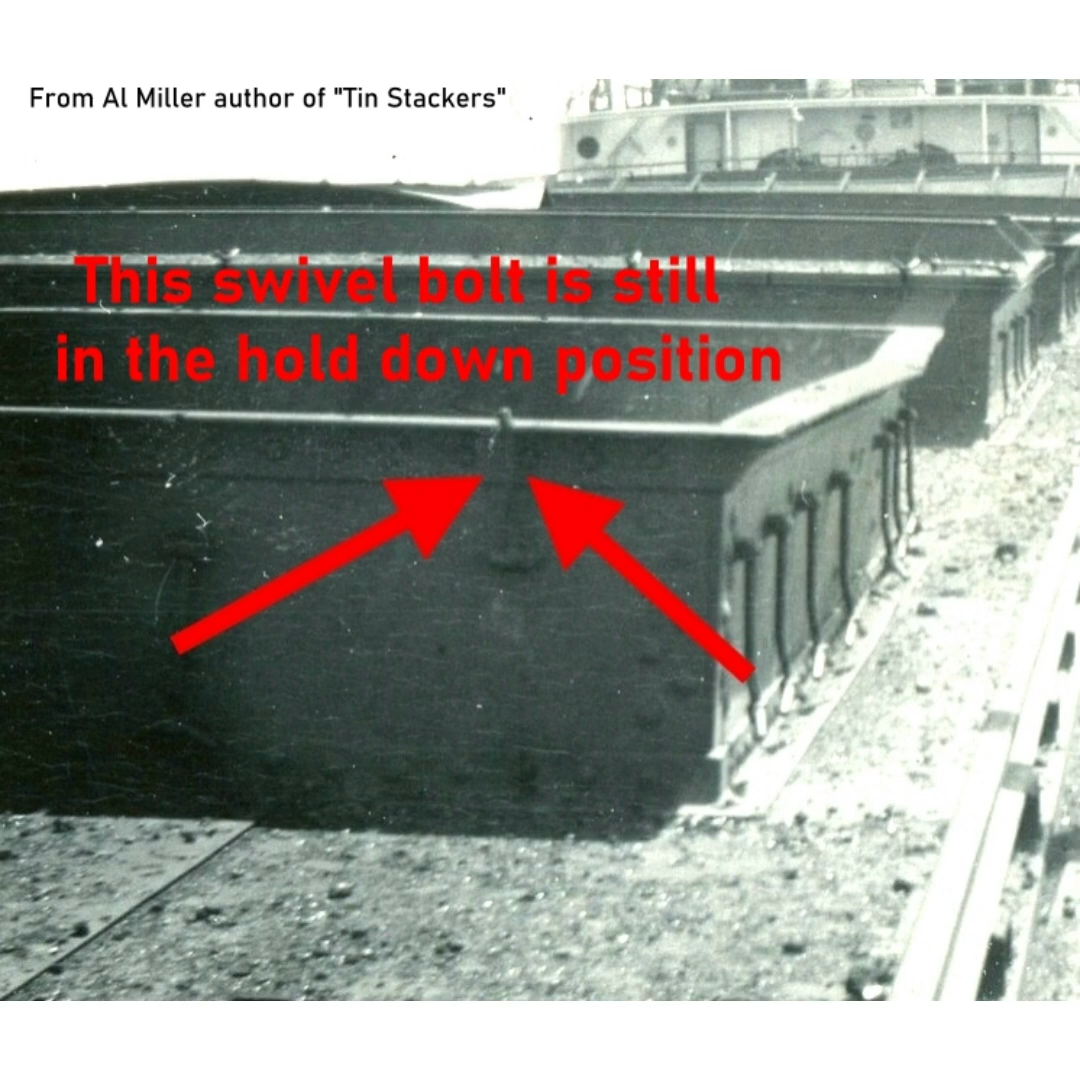 From Al Miller author of "Tin Stackers"
This swivel bolt is still
in the hold down position